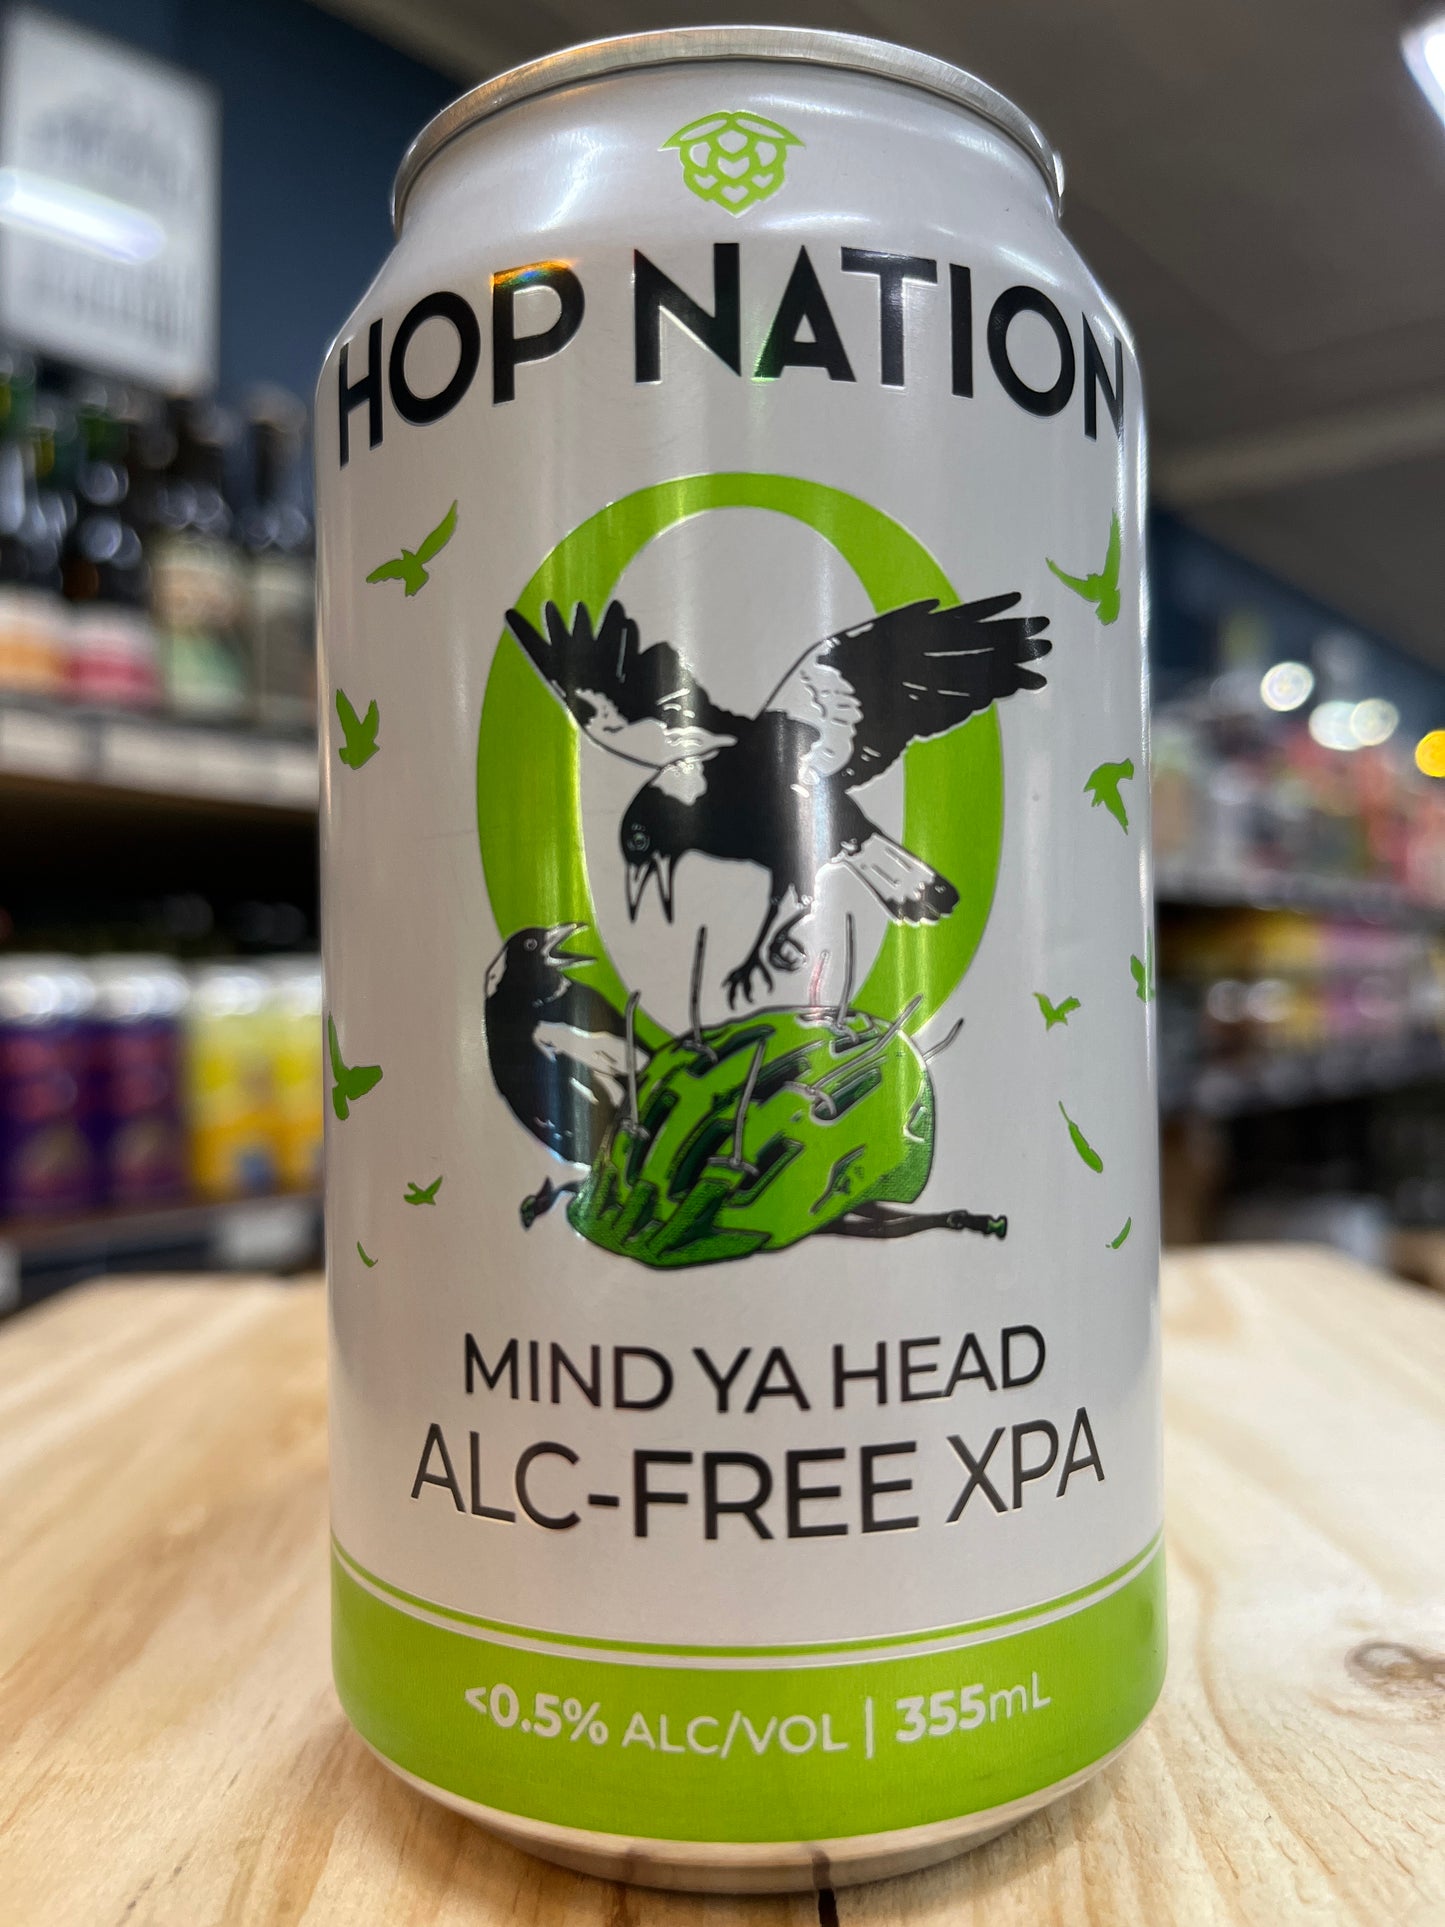 HOP NATION
MIND YA HEAD
ALC-FREE XPA
<0.5% ALC/VOL | 355mL